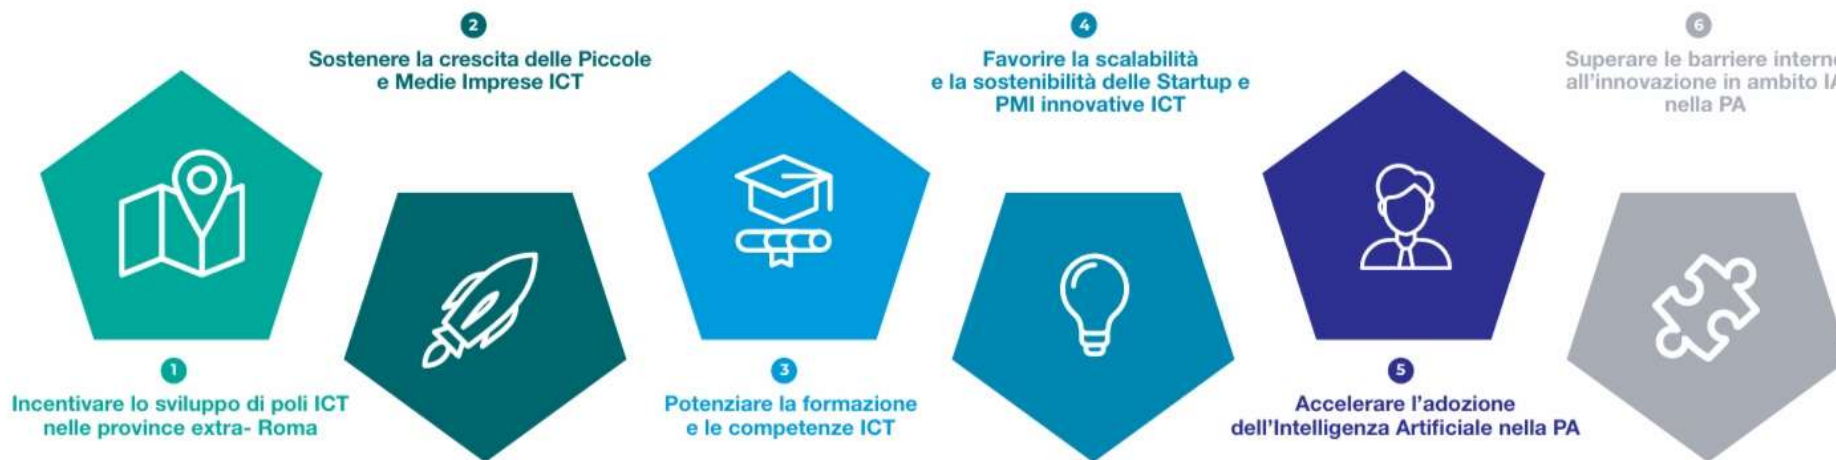 1
Incentivare lo sviluppo di poli ICT
nelle province extra- Roma
2
Sostenere la crescita delle Piccole
e Medie Imprese ICT
3
Potenziare la formazione
e le competenze ICT
4
Favorire la scalabilità
e la sostenibilità delle Startup e
PMI innovative ICT
5
Accelerare l’adozione
dell’Intelligenza Artificiale nella PA
6
Superare le barriere interne
all’innovazione in ambito IA
nella PA